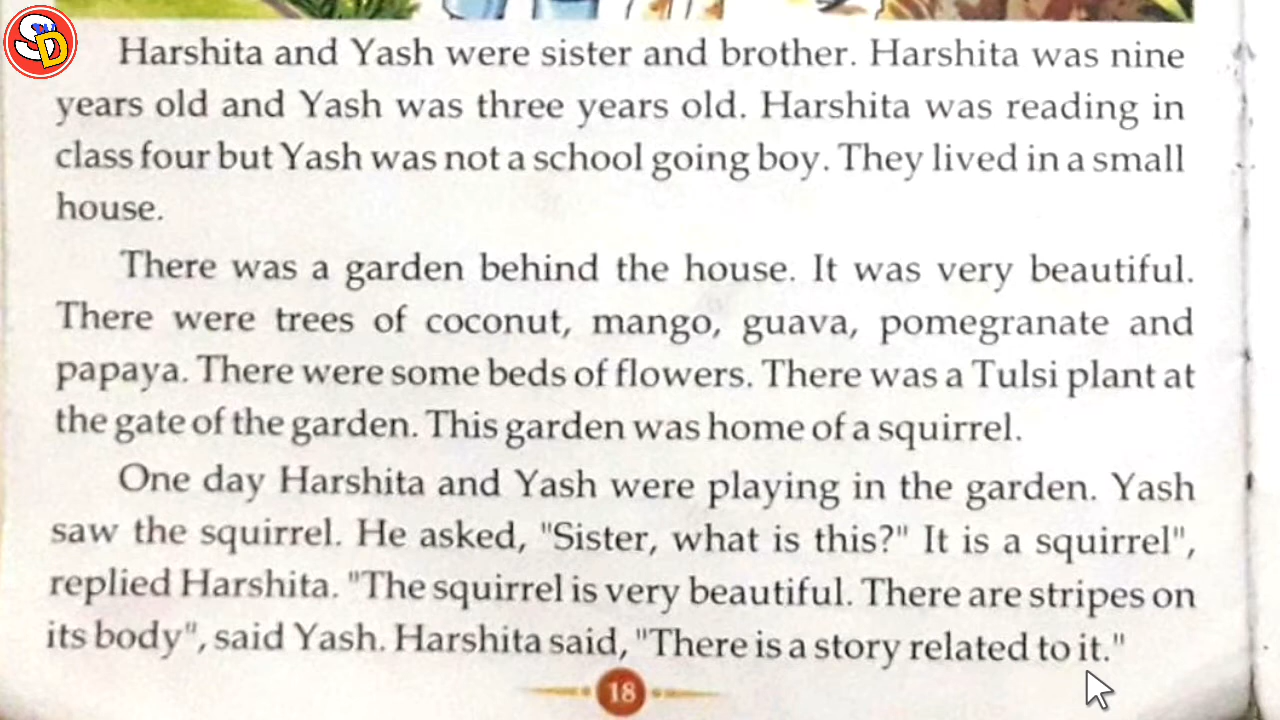 SD
Harshita and Yash were sister and brother. Harshita was nine
years old and Yash was three years old. Harshita was reading in
class four but Yash was not a school going boy. They lived in a small
house.
There was a garden behind the house. It was very beautiful.
There were trees of coconut, mango, guava, pomegranate and
papaya. There were some beds of flowers. There was a Tulsi plant at
the gate of the garden. This garden was home of a squirrel.
One day Harshita and Yash were playing in the garden. Yash
saw the squirrel. He asked, "Sister, what is this?" It is a squirrel",
replied Harshita. "The squirrel is very beautiful. There are stripes on
its body", said Yash. Harshita said, "There is a story related to it."
18